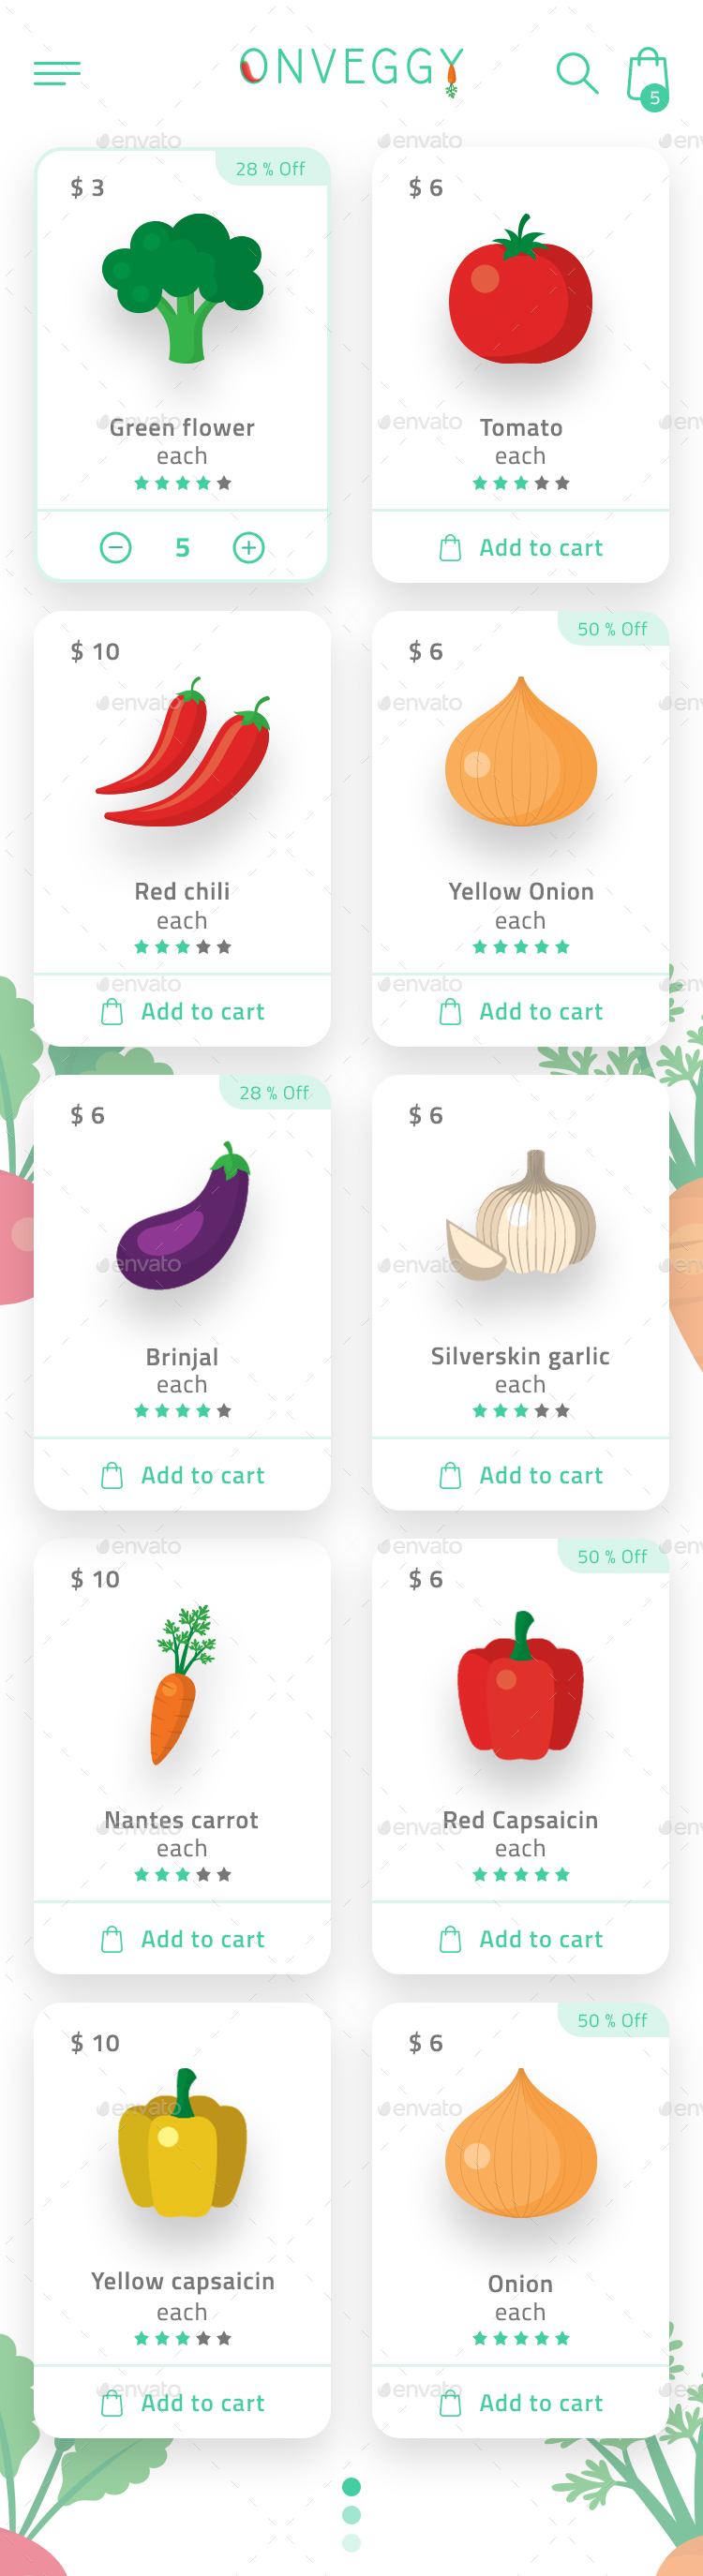 ONVEGGY
5
28 % Off
$ 3
$ 6
Green flower
Tomato
each
each
5
Add to cart
50 % Off
$ 10
$ 6
Red chili
Yellow Onion
each
each
Add to cart
Add to cart
28 % Off
$ 6
$ 6
Brinjal
Silverskin garlic
each
each
Add to cart
Add to cart
50 % Off
$ 10
$ 6
Nantes carrot
Red Capsaicin
each
each
Add to cart
Add to cart
50 % Off
$ 10
$ 6
Yellow capsaicin
Onion
each
each
Add to cart
Add to cart
envato